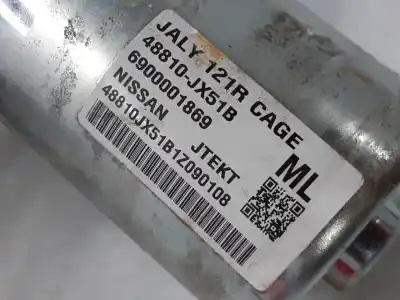 JALY 121R CAGE
48810-JX51B
6900001869
NISSAN JTEKT
ML
48810JX51B1Z090108